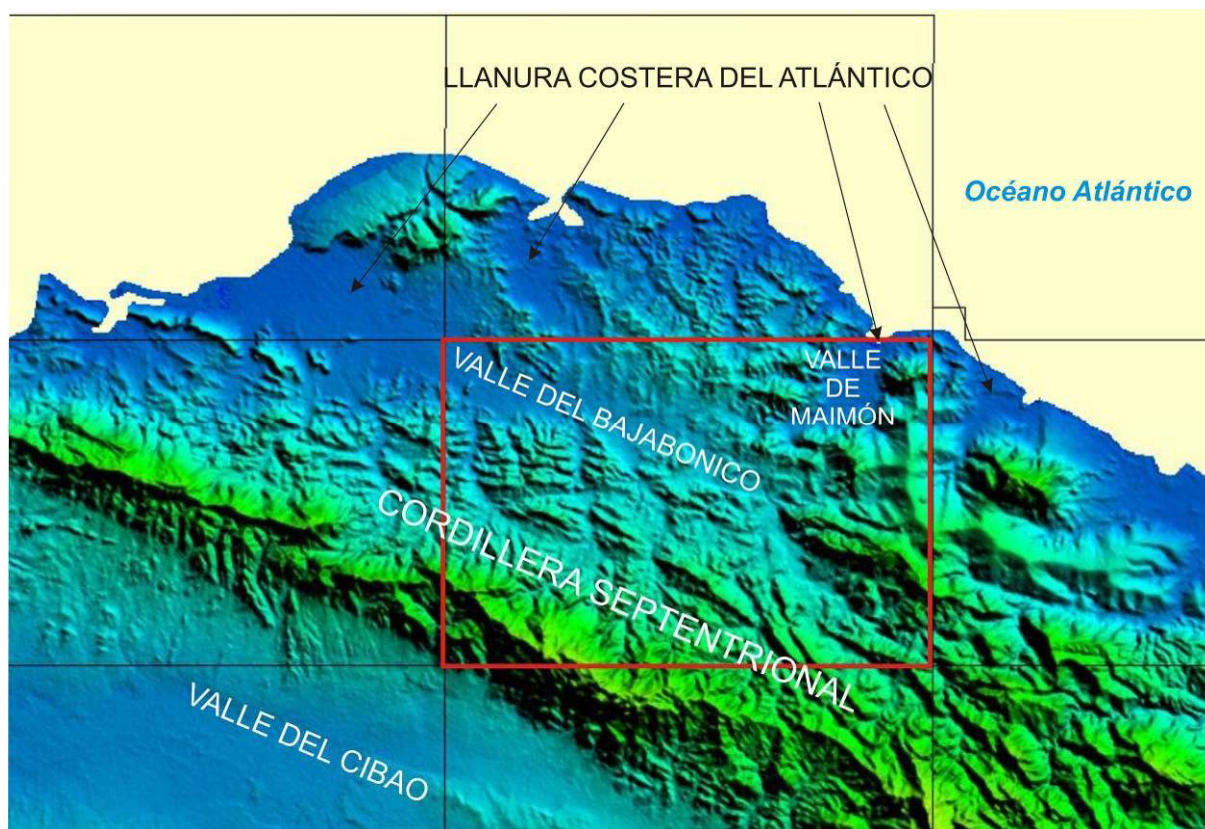 LLANURA COSTERA DEL ATLÁNTICO
Océano Atlántico
VALLE
DE
MAIMÓN
VALLE DEL BAJABONICO
CORDILLERA SEPTENTRIONAL
VALLE DEL CIBAO